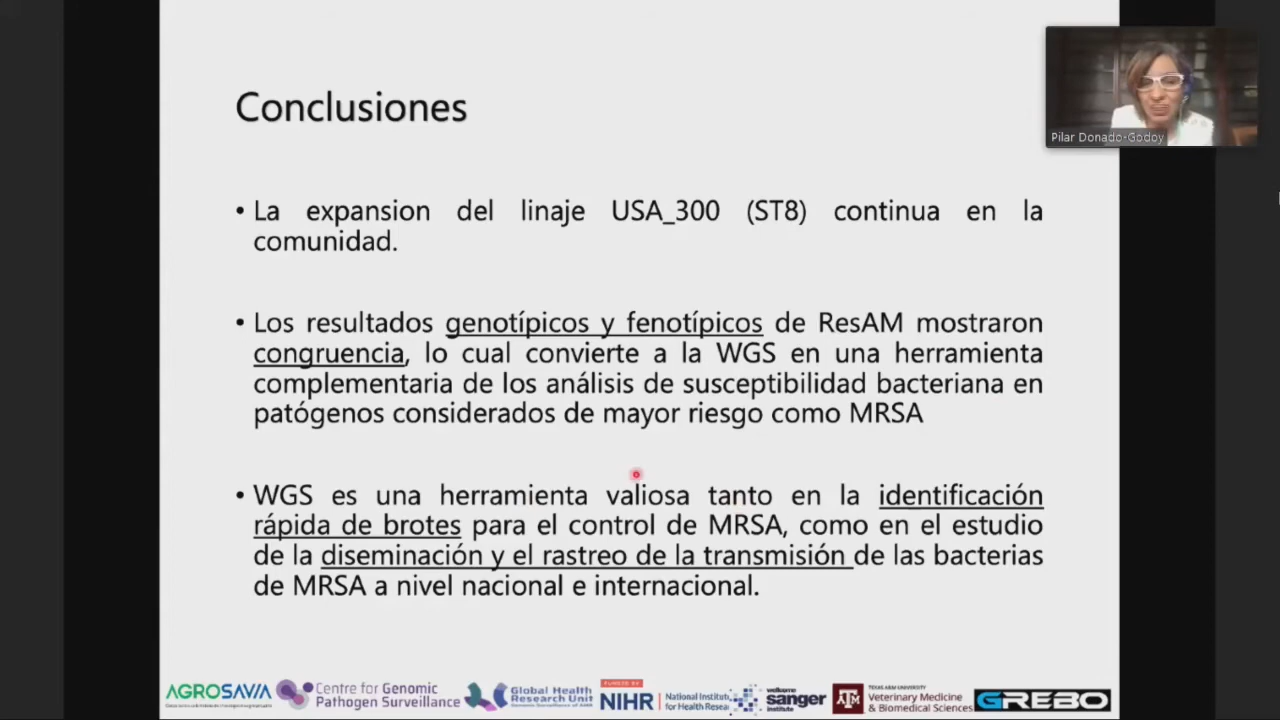 Conclusiones
Pilar Donado-Godoy
• La expansion del linaje USA_300 (ST8) continua en la
comunidad.
• Los resultados genotípicos y fenotípicos de ResAM mostraron
congruencia, lo cual convierte a la WGS en una herramienta
complementaria de los análisis de susceptibilidad bacteriana en
patógenos considerados de mayor riesgo como MRSA
• WGS es una herramienta valiosa tanto en la identificación
rápida de brotes para el control de MRSA, como en el estudio
de la diseminación y el rastreo de la transmisión de las bacterias
de MRSA a nivel nacional e internacional.
AGROSAVIA
Centre for Genomic
Pathogen Surveillance
Global Health
Research Unit
Genomic Surveillance of AMR
FUNDED BY
NIHR
National Institute
for Health Resea
wellcome
sanger
institute
ATM
TEXAS A&M UNIVERSITY
Veterinary Medicine
& Biomedical Sciences
GREBO